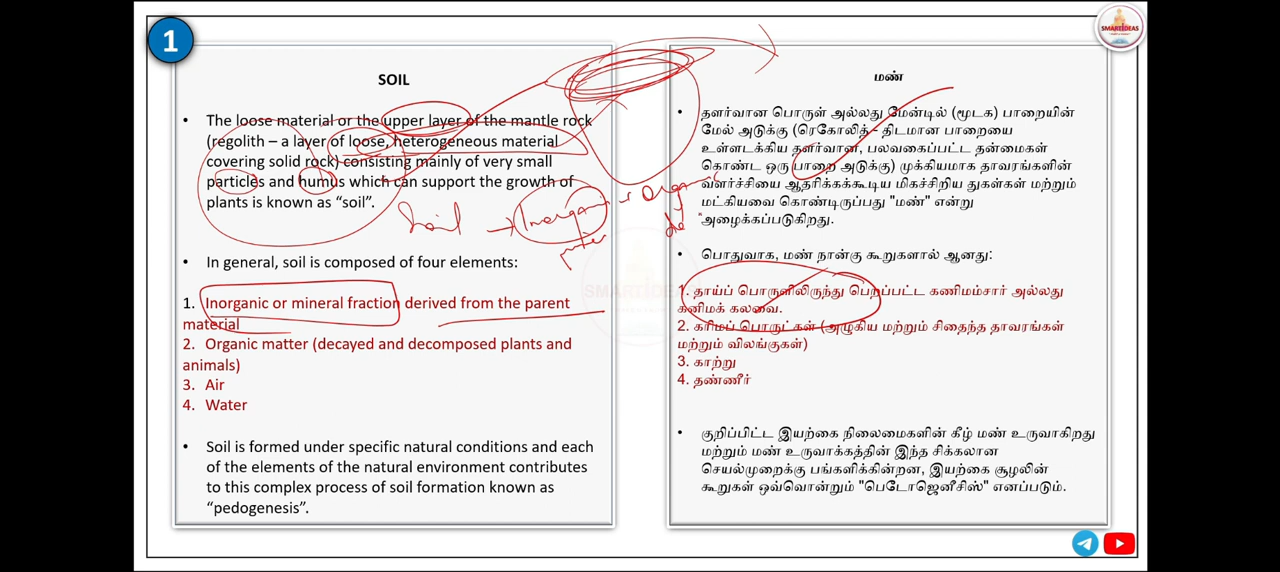 1
SMART IDEAS
SOIL
• The loose material or the upper layer of the mantle rock
(regolith – a layer of loose, heterogeneous material
covering solid rock) consisting mainly of very small
particles and humus which can support the growth of
plants is known as “soil”.
Soil → Inorganic
• In general, soil is composed of four elements:
1. Inorganic or mineral fraction derived from the parent
material
2. Organic matter (decayed and decomposed plants and
animals)
3. Air
4. Water
• Soil is formed under specific natural conditions and each
of the elements of the natural environment contributes
to this complex process of soil formation known as
“pedogenesis”.
மண்
• தளர்வான பொருள் அல்லது மேன்டில் (மூடக) பாறையின்
மேல் அடுக்கு (ரெகோலித் - திடமான பாறையை
உள்ளடக்கிய தளர்வான, பலவகைப்பட்ட தன்மைகள்
கொண்ட ஒரு பாறை அடுக்கு) முக்கியமாக தாவரங்களின்
வளர்ச்சியை ஆதரிக்கக்கூடிய மிகச்சிறிய துகள்கள் மற்றும்
மட்கியவை கொண்டிருப்பது "மண்" என்று
அழைக்கப்படுகிறது.
• பொதுவாக, மண் நான்கு கூறுகளால் ஆனது:
1. தாய்ப் பொருளிலிருந்து பெறப்பட்ட கணிமம்சார் அல்லது
கனிமக் கலவை.
2. கரிமப் பொருட்கள் (அழுகிய மற்றும் சிதைந்த தாவரங்கள்
மற்றும் விலங்குகள்)
3. காற்று
4. தண்ணீர்
• குறிப்பிட்ட இயற்கை நிலைமைகளின் கீழ் மண் உருவாகிறது
மற்றும் மண் உருவாக்கத்தின் இந்த சிக்கலான
செயல்முறைக்கு பங்களிக்கின்றன, இயற்கை சூழலின்
கூறுகள் ஒவ்வொன்றும் "பெடோஜெனீசிஸ்" எனப்படும்.